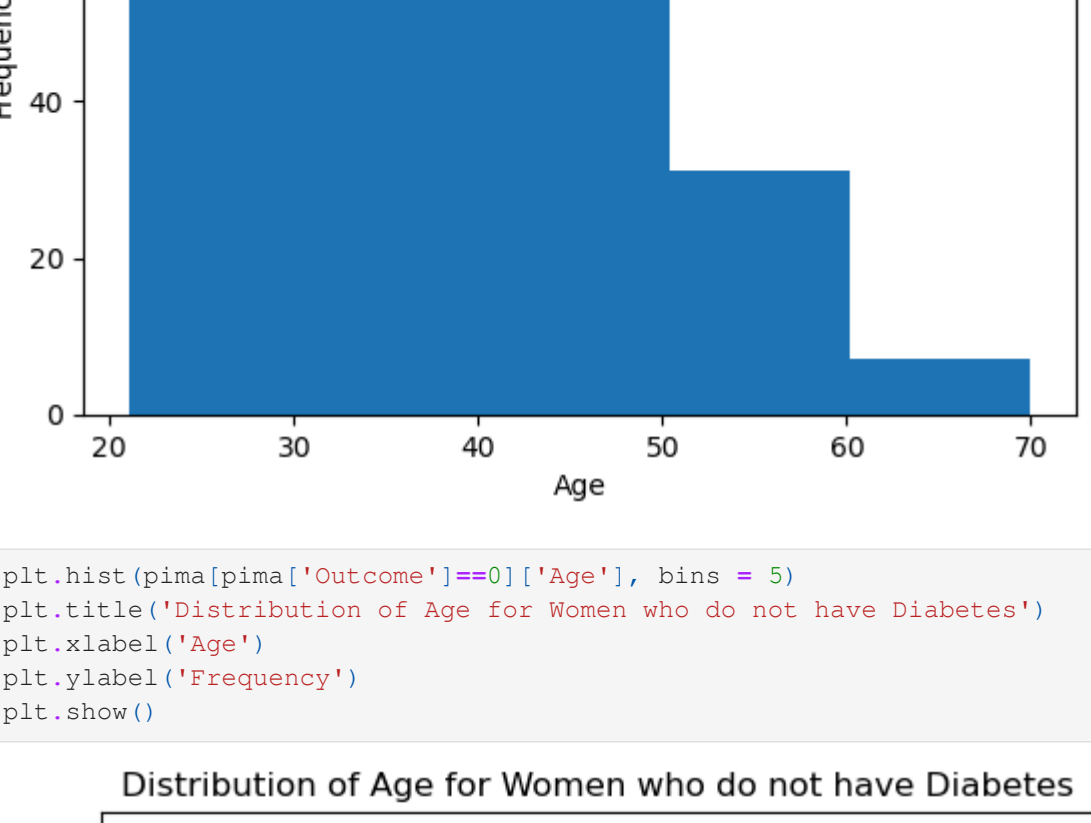 40
20
0
20 30 40 50 60 70
Age
plt.hist(pima[pima['Outcome']==0]['Age'], bins = 5)
plt.title('Distribution of Age for Women who do not have Diabetes')
plt.xlabel('Age')
plt.ylabel('Frequency')
plt.show()
Distribution of Age for Women who do not have Diabetes